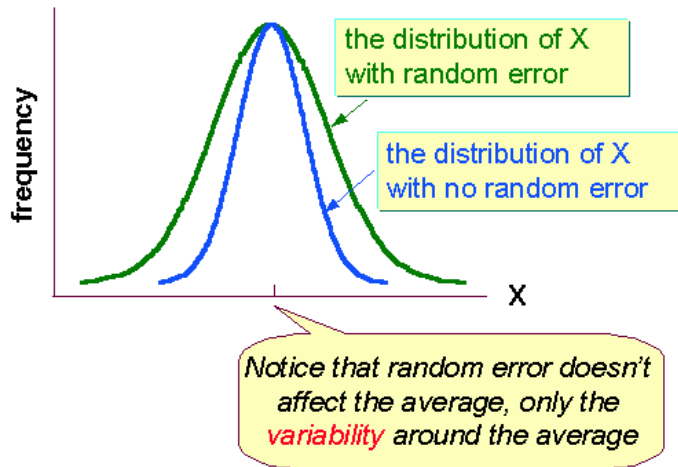 the distribution of X
with random error
the distribution of X
with no random error
frequency
X
Notice that random error doesn't
affect the average, only the
variability around the average